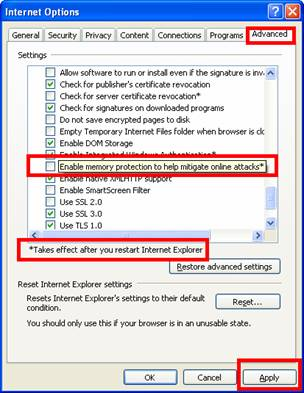 Internet Options
General Security Privacy Content Connections Programs Advanced
Settings
Allow software to run or install even if the signature is inva
Check for publisher's certificate revocation
Check for server certificate revocation*
Check for signatures on downloaded programs
Do not save encrypted pages to disk
Empty Temporary Internet Files folder when browser is clo
Enable DOM Storage
Enable Integrated Windows Authentication*
Enable memory protection to help mitigate online attacks*
Enable native XMLHTTP support
Enable SmartScreen Filter
Use SSL 2.0
Use SSL 3.0
Use TLS 1.0
*Takes effect after you restart Internet Explorer
Restore advanced settings
Reset Internet Explorer settings
Resets Internet Explorer's settings to their default
condition.
Reset...
You should only use this if your browser is in an unusable state.
OK Cancel Apply